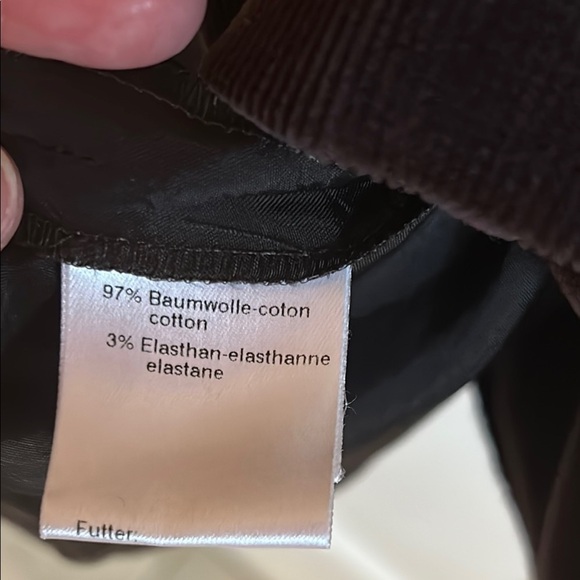 97% Baumwolle-coton
cotton
3% Elasthan-elasthanne
elastane
Futter: